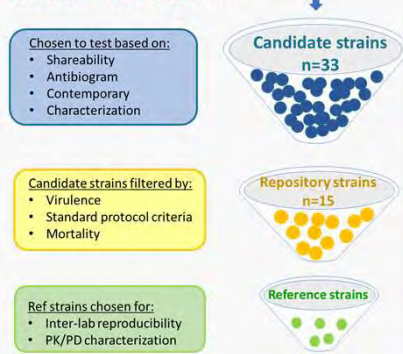 Chosen to test based on:
• Shareability
• Antibiogram
• Contemporary
• Characterization
Candidate strains
n=33
Candidate strains filtered by:
• Virulence
• Standard protocol criteria
• Mortality
Repository strains
n=15
Ref strains chosen for:
• Inter-lab reproducibility
• PK/PD characterization
Reference strains